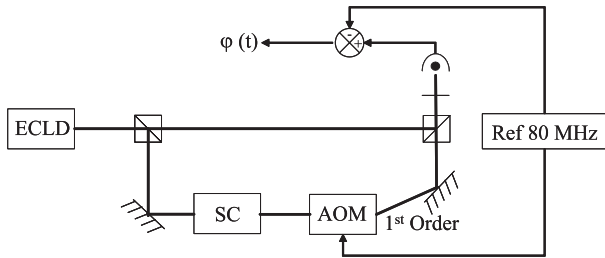 φ (t)
- +
ECLD
Ref 80 MHz
SC
AOM
1st Order